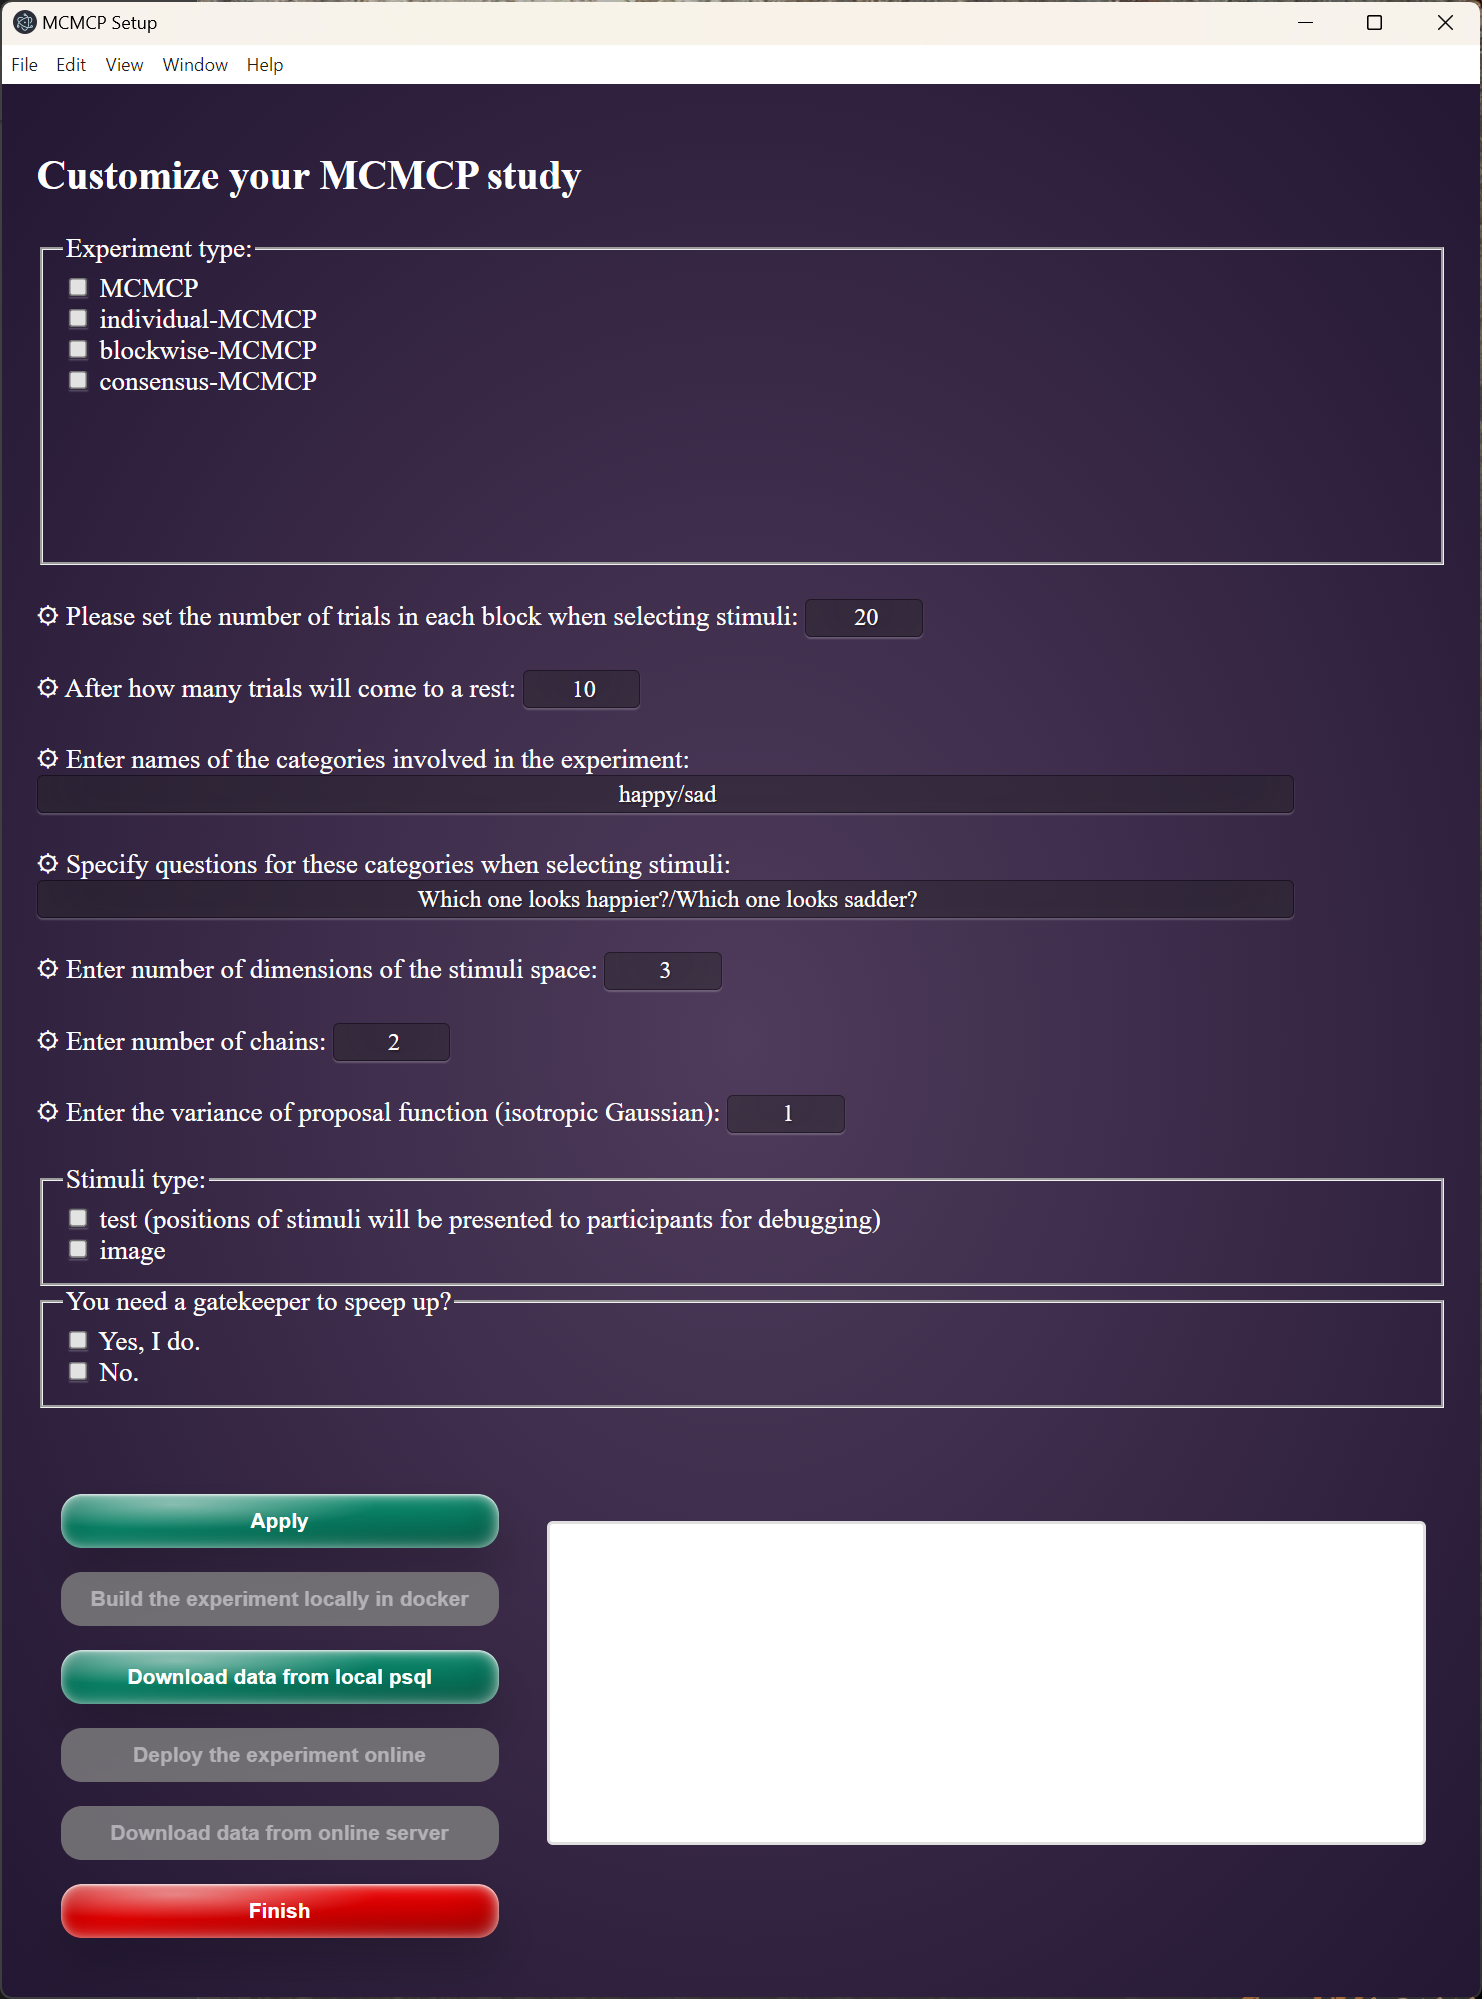 MCMCP Setup
File Edit View Window Help
Customize your MCMCP study
Experiment type:
MCMCP
individual-MCMCP
blockwise-MCMCP
consensus-MCMCP
Please set the number of trials in each block when selecting stimuli: 20
After how many trials will come to a rest: 10
Enter names of the categories involved in the experiment:
happy/sad
Specify questions for these categories when selecting stimuli:
Which one looks happier?/Which one looks sadder?
Enter number of dimensions of the stimuli space: 3
Enter number of chains: 2
Enter the variance of proposal function (isotropic Gaussian): 1
Stimuli type:
test (positions of stimuli will be presented to participants for debugging)
image
You need a gatekeeper to speep up?
Yes, I do.
No.
Apply
Build the experiment locally in docker
Download data from local psql
Deploy the experiment online
Download data from online server
Finish